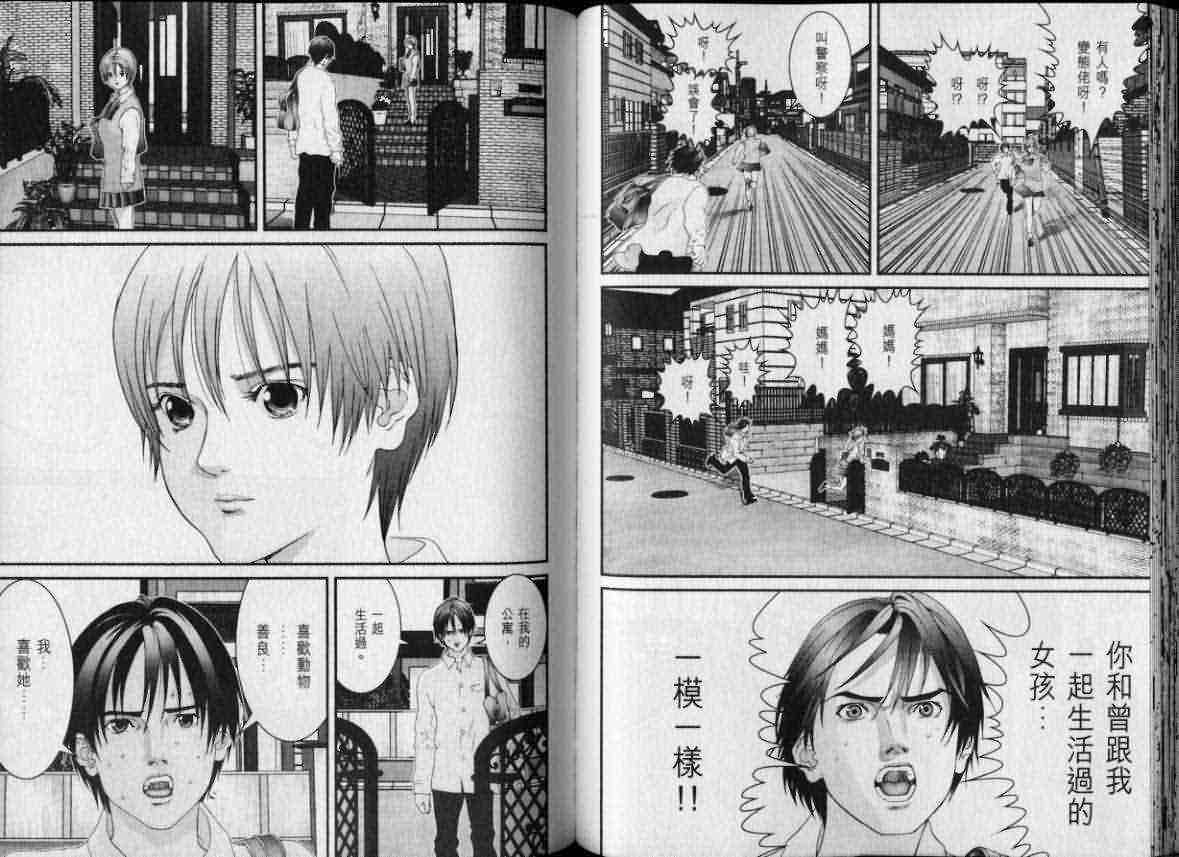 有人嗎？
變態佬呀！
呀！？
呀！？
叫警察呀！
呀！
誤會了！
媽媽！
媽媽！
哇！
呀！
你和曾跟我
一起生活過的
女孩…
一模一樣！！
在我的
公寓，
一起
生活過。
喜歡動物
……
善良…
我…
喜歡她……